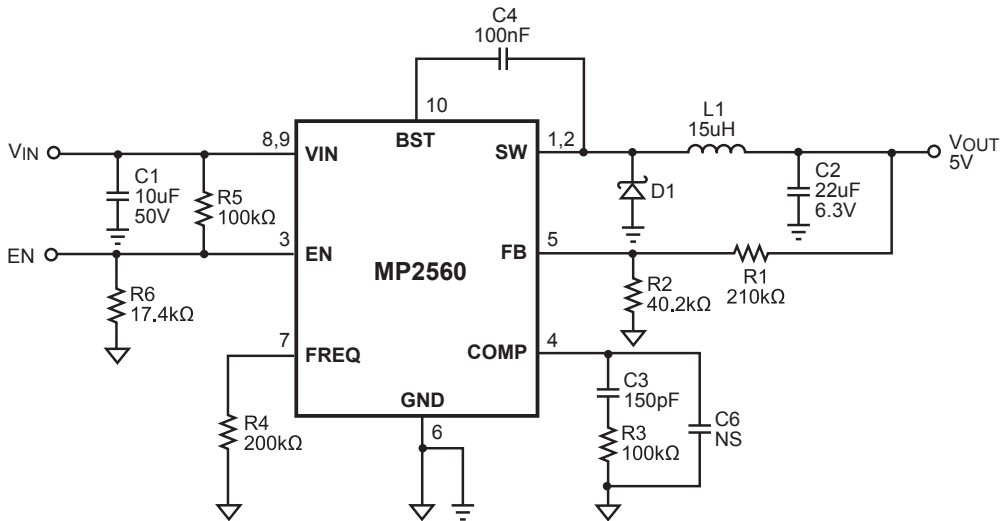 C4
100nF
10
BST
8,9
VIN
VIN
C1
10uF
50V
R5
100kΩ
SW
1,2
L1
15uH
VOUT
5V
D1
C2
22uF
6.3V
EN
3
EN
MP2560
FB
5
R6
17.4kΩ
R2
40.2kΩ
R1
210kΩ
7
FREQ
COMP
4
R4
200kΩ
GND
6
C3
150pF
R3
100kΩ
C6
NS